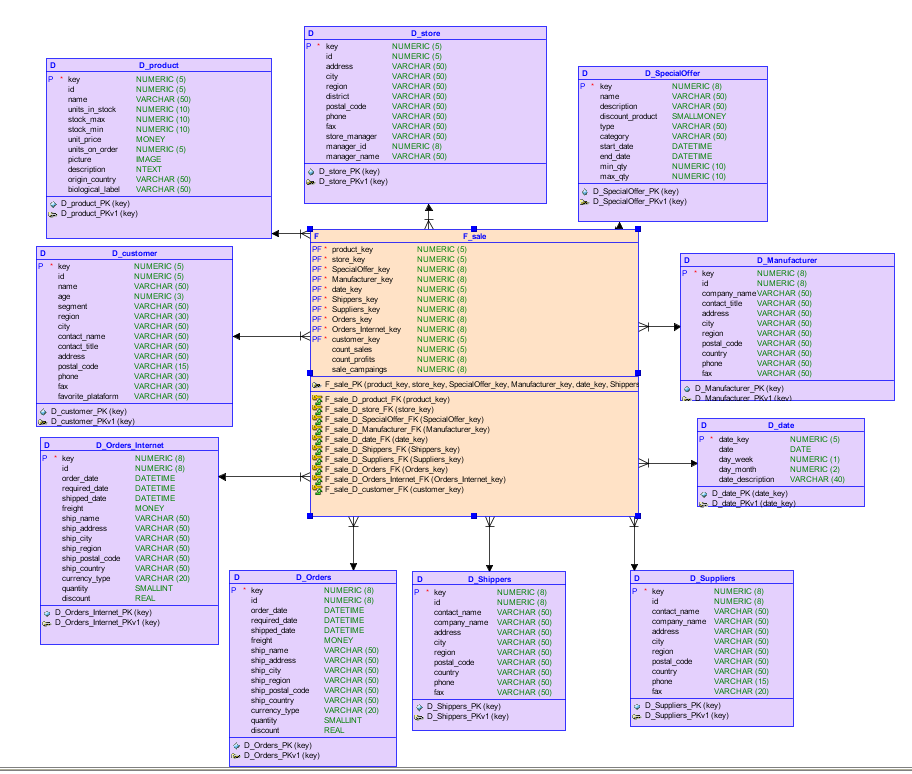 D D_store
P * key NUMERIC (5)
id NUMERIC (5)
address VARCHAR (50)
city VARCHAR (50)
region VARCHAR (50)
district VARCHAR (50)
postal_code VARCHAR (50)
phone VARCHAR (50)
fax VARCHAR (50)
store_manager VARCHAR (50)
manager_id NUMERIC (8)
manager_name VARCHAR (50)
D_store_PK (key)
D_store_PKv1 (key)
D D_product
P * key NUMERIC (5)
id NUMERIC (5)
name VARCHAR (50)
units_in_stock NUMERIC (10)
stock_max NUMERIC (10)
stock_min NUMERIC (10)
unit_price MONEY
units_on_order NUMERIC (5)
picture IMAGE
description NTEXT
origin_country VARCHAR (50)
biological_label VARCHAR (50)
D_product_PK (key)
D_product_PKv1 (key)
D D_SpecialOffer
P * key NUMERIC (8)
name VARCHAR (50)
description VARCHAR (50)
discount_product SMALLMONEY
type VARCHAR (50)
category VARCHAR (50)
start_date DATETIME
end_date DATETIME
min_qty NUMERIC (10)
max_qty NUMERIC (10)
D_SpecialOffer_PK (key)
D_SpecialOffer_PKv1 (key)
F F_sale
PF * product_key NUMERIC (5)
PF * store_key NUMERIC (5)
PF * SpecialOffer_key NUMERIC (8)
PF * Manufacturer_key NUMERIC (8)
PF * date_key NUMERIC (5)
PF * Shippers_key NUMERIC (8)
PF * Suppliers_key NUMERIC (8)
PF * Orders_key NUMERIC (8)
PF * Orders_Internet_key NUMERIC (8)
PF * customer_key NUMERIC (5)
count_sales NUMERIC (5)
count_profits NUMERIC (8)
sale_campaings NUMERIC (8)
F_sale_PK (product_key, store_key, SpecialOffer_key, Manufacturer_key, date_key, Shippers
F_sale_D_product_FK (product_key)
F_sale_D_store_FK (store_key)
F_sale_D_SpecialOffer_FK (SpecialOffer_key)
F_sale_D_Manufacturer_FK (Manufacturer_key)
F_sale_D_date_FK (date_key)
F_sale_D_Shippers_FK (Shippers_key)
F_sale_D_Suppliers_FK (Suppliers_key)
F_sale_D_Orders_FK (Orders_key)
F_sale_D_Orders_Internet_FK (Orders_Internet_key)
F_sale_D_customer_FK (customer_key)
D D_customer
P * key NUMERIC (5)
id NUMERIC (5)
name VARCHAR (50)
age NUMERIC (3)
segment VARCHAR (50)
region VARCHAR (30)
city VARCHAR (50)
contact_name VARCHAR (50)
contact_title VARCHAR (50)
address VARCHAR (50)
postal_code VARCHAR (15)
phone VARCHAR (30)
fax VARCHAR (30)
favorite_plataform VARCHAR (50)
D_customer_PK (key)
D_customer_PKv1 (key)
D D_Manufacturer
P * key NUMERIC (8)
id NUMERIC (8)
company_name VARCHAR (50)
contact_title VARCHAR (50)
address VARCHAR (50)
city VARCHAR (50)
region VARCHAR (50)
postal_code VARCHAR (50)
country VARCHAR (50)
phone VARCHAR (50)
fax VARCHAR (50)
D_Manufacturer_PK (key)
D_Manufacturer_PKv1 (key)
D D_date
P * date_key NUMERIC (5)
date DATE
day_week NUMERIC (1)
day_month NUMERIC (2)
date_description VARCHAR (40)
D_date_PK (date_key)
D_date_PKv1 (date_key)
D D_Orders_Internet
P * key NUMERIC (8)
id NUMERIC (8)
order_date DATETIME
required_date DATETIME
shipped_date DATETIME
freight MONEY
ship_name VARCHAR (50)
ship_address VARCHAR (50)
ship_city VARCHAR (50)
ship_region VARCHAR (50)
ship_postal_code VARCHAR (50)
ship_country VARCHAR (50)
currency_type VARCHAR (20)
quantity SMALLINT
discount REAL
D_Orders_Internet_PK (key)
D_Orders_Internet_PKv1 (key)
D D_Orders
P * key NUMERIC (8)
id NUMERIC (8)
order_date DATETIME
required_date DATETIME
shipped_date DATETIME
freight MONEY
ship_name VARCHAR (50)
ship_address VARCHAR (50)
ship_city VARCHAR (50)
ship_region VARCHAR (50)
ship_postal_code VARCHAR (50)
ship_country VARCHAR (50)
currency_type VARCHAR (20)
quantity SMALLINT
discount REAL
D_Orders_PK (key)
D_Orders_PKv1 (key)
D D_Shippers
P * key NUMERIC (8)
id NUMERIC (8)
contact_name VARCHAR (50)
company_name VARCHAR (50)
address VARCHAR (50)
city VARCHAR (50)
region VARCHAR (50)
postal_code VARCHAR (50)
country VARCHAR (50)
phone VARCHAR (50)
fax VARCHAR (50)
D_Shippers_PK (key)
D_Shippers_PKv1 (key)
D D_Suppliers
P * key NUMERIC (8)
id NUMERIC (8)
contact_name VARCHAR (50)
company_name VARCHAR (50)
address VARCHAR (50)
city VARCHAR (50)
region VARCHAR (50)
postal_code VARCHAR (50)
country VARCHAR (50)
phone VARCHAR (15)
fax VARCHAR (20)
D_Suppliers_PK (key)
D_Suppliers_PKv1 (key)